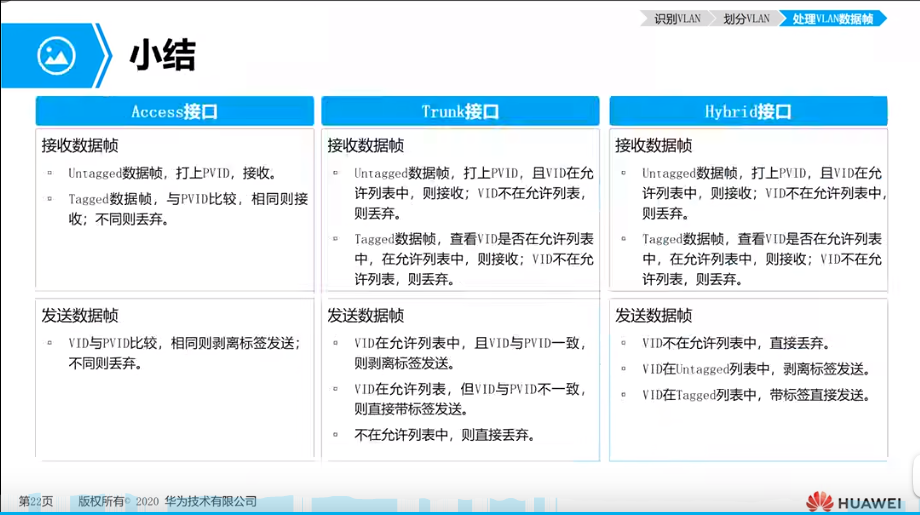 识别VLAN 划分VLAN 处理VLAN数据帧
小结
Access接口
接收数据帧
▫ Untagged数据帧，打上PVID，接收。
▫ Tagged数据帧，与PVID比较，相同则接
收；不同则丢弃。
发送数据帧
▫ VID与PVID比较，相同则剥离标签发送；
不同则丢弃。
Trunk接口
接收数据帧
▫ Untagged数据帧，打上PVID，且VID在允
许列表中，则接收；VID不在允许列表，
则丢弃。
▫ Tagged数据帧，查看VID是否在允许列表
中，在允许列表中，则接收；VID不在允
许列表，则丢弃。
发送数据帧
▫ VID在允许列表中，且VID与PVID一致，
则剥离标签发送。
▫ VID在允许列表，但VID与PVID不一致，
则直接带标签发送。
▫ 不在允许列表中，则直接丢弃。
Hybrid接口
接收数据帧
▫ Untagged数据帧，打上PVID，且VID在允
许列表中，则接收；VID不在允许列表中，
则丢弃。
▫ Tagged数据帧，查看VID是否在允许列表
中，在允许列表中，则接收；VID不在允
许列表，则丢弃。
发送数据帧
▫ VID不在允许列表中，直接丢弃。
▫ VID在Untagged列表中，剥离标签发送。
▫ VID在Tagged列表中，带标签直接发送。
第22页 版权所有© 2020 华为技术有限公司
HUAWEI